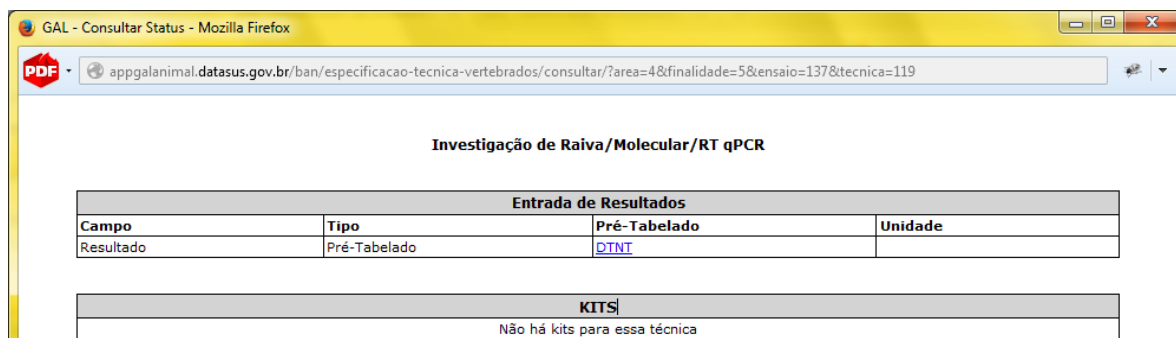 GAL - Consultar Status - Mozilla Firefox
PDF appgalanimal.datasus.gov.br/ban/especificacao-tecnica-vertebrados/consultar/?area=4&finalidade=5&ensaio=137&tecnica=119
Investigação de Raiva/Molecular/RT qPCR
Entrada de Resultados
Campo Tipo Pré-Tabelado Unidade
Resultado Pré-Tabelado DTNT
KITS
Não há kits para essa técnica